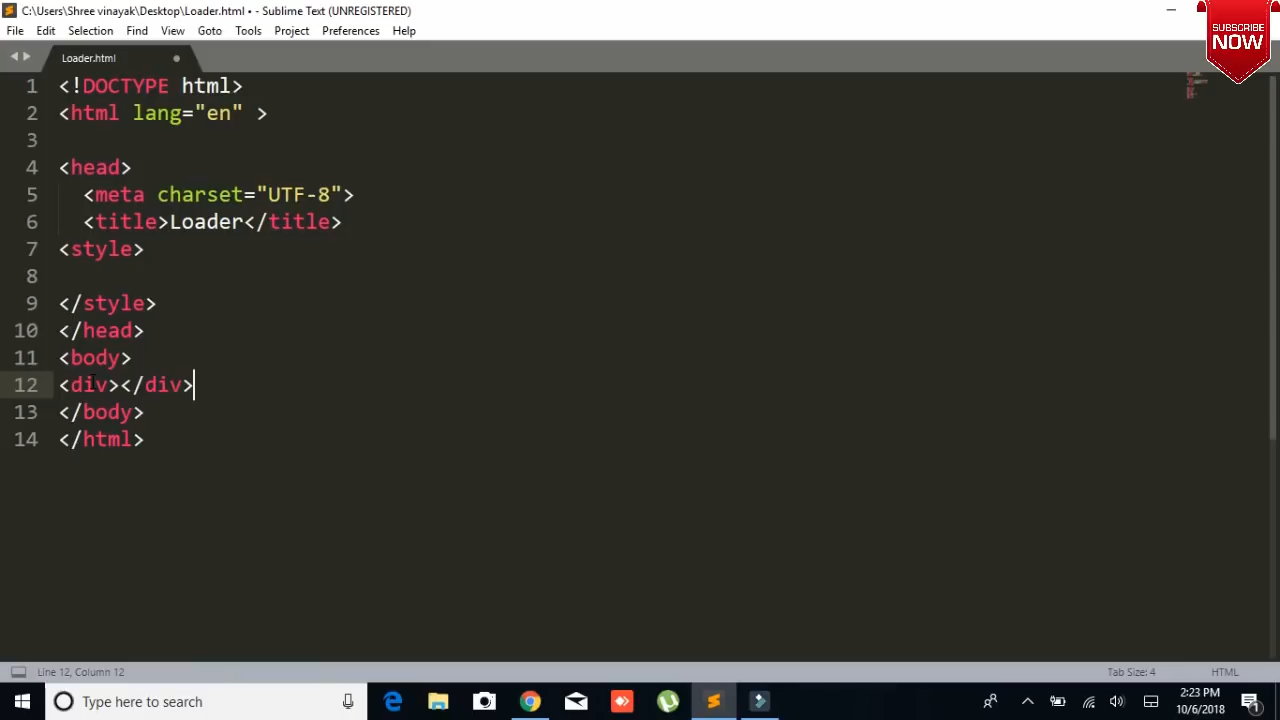 C:\Users\Shree vinayak\Desktop\Loader.html • - Sublime Text (UNREGISTERED)
File Edit Selection Find View Goto Tools Project Preferences Help
SUBSCRIBE
NOW
Loader.html
1 <!DOCTYPE html>
2 <html lang="en" >
3
4 <head>
5 <meta charset="UTF-8">
6 <title>Loader</title>
7 <style>
8
9 </style>
10 </head>
11 <body>
12 <div></div>
13 </body>
14 </html>
Line 12, Column 12 Tab Size: 4 HTML
Type here to search
2:23 PM
10/6/2018
1